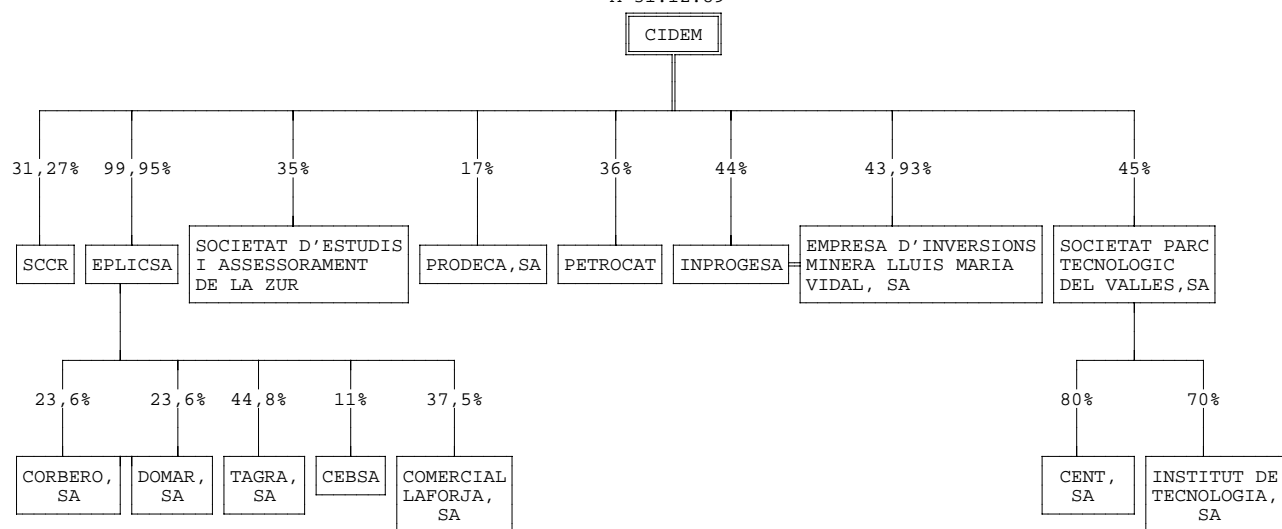 CIDEM
31,27% 99,95% 35% 17% 36% 44% 43,93% 45%
SCCR
EPLICSA
SOCIETAT D'ESTUDIS
I ASSESSORAMENT
DE LA ZUR
PRODECA,SA
PETROCAT
INPROGESA
EMPRESA D'INVERSIONS
MINERA LLUIS MARIA
VIDAL, SA
SOCIETAT PARC
TECNOLOGIC
DEL VALLES,SA
23,6% 23,6% 44,8% 11% 37,5% 80% 70%
CORBERO,
SA
DOMAR,
SA
TAGRA,
SA
CEBSA
COMERCIAL
LAFORJA,
SA
CENT,
SA
INSTITUT DE
TECNOLOGIA,
SA